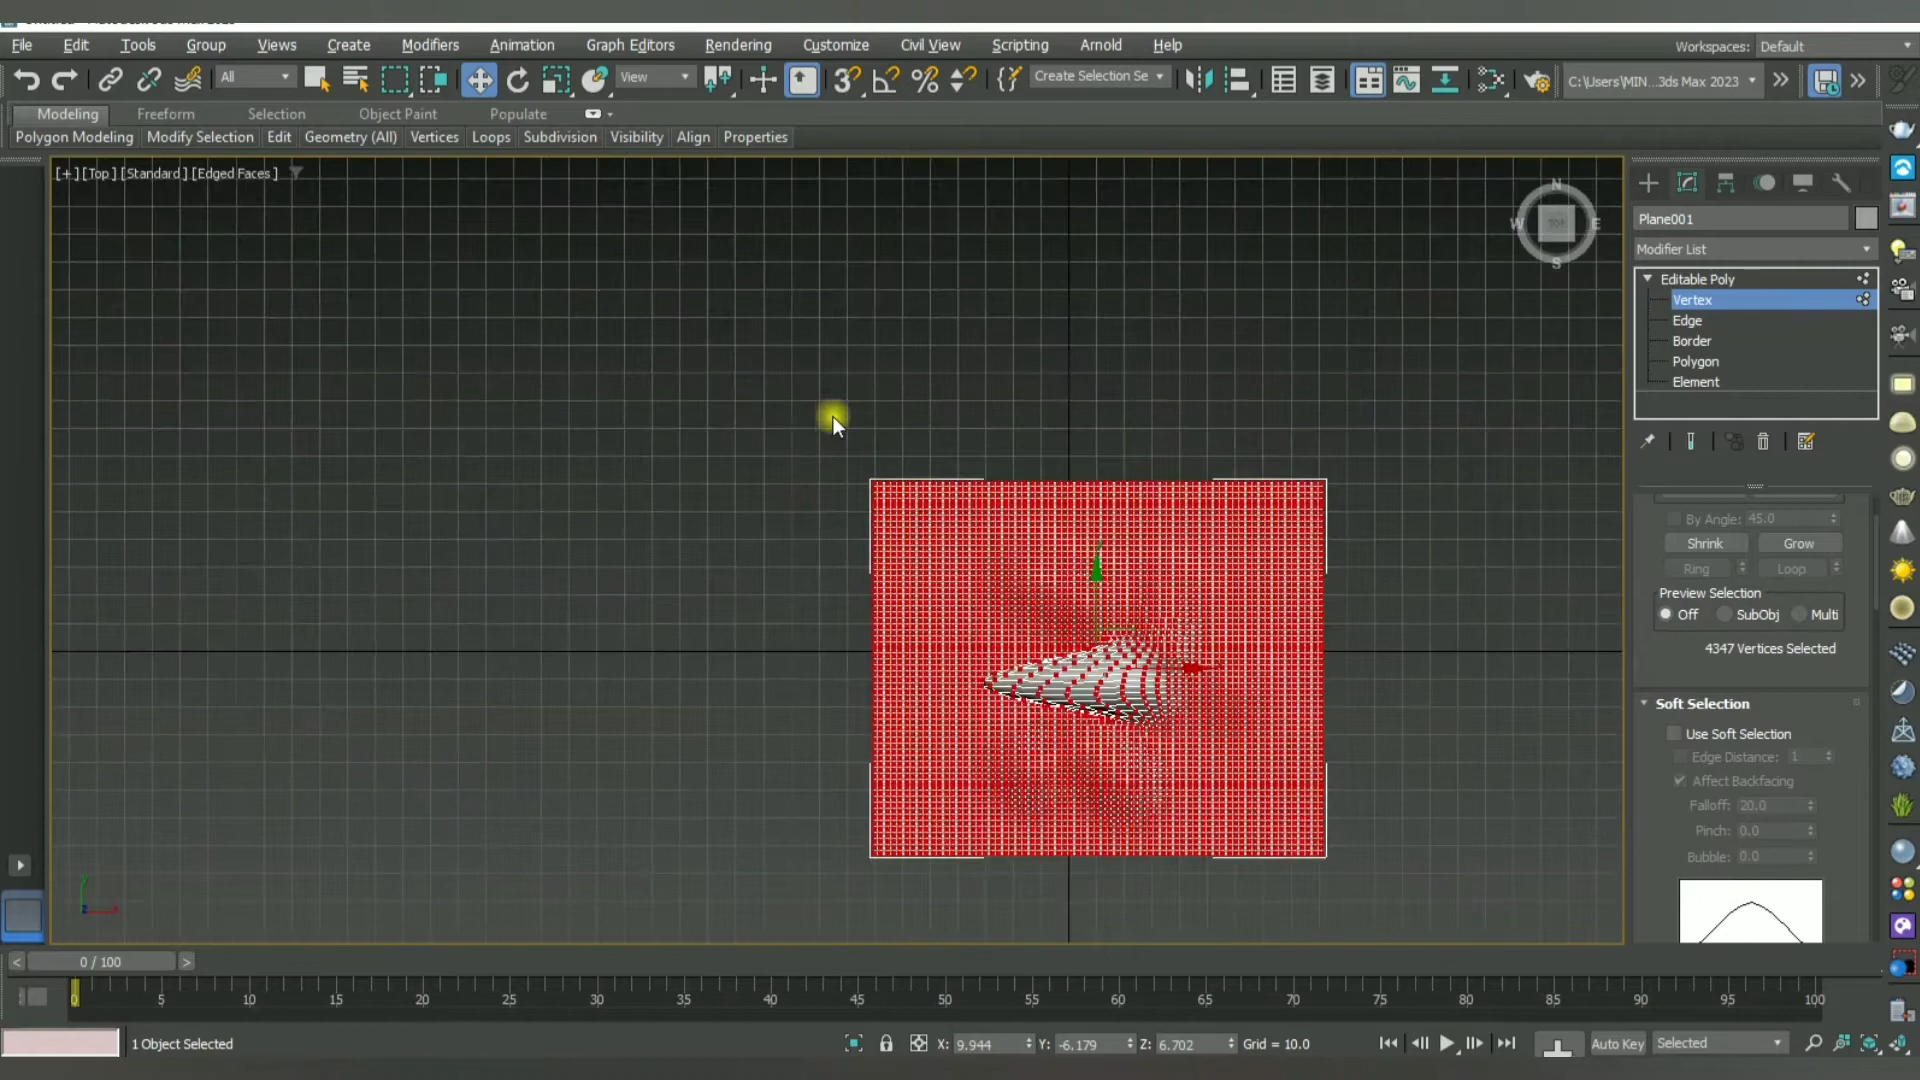 File Edit Tools Group Views Create Modifiers Animation Graph Editors Rendering Customize Civil View Scripting Arnold Help Workspaces: Default
All View Create Selection Se C:\Users\MIN...3ds Max 2023
Modeling Freeform Selection Object Paint Populate
Polygon Modeling Modify Selection Edit Geometry (All) Vertices Loops Subdivision Visibility Align Properties
[+] [Top ] [Standard ] [Edged Faces ]
N
W E
S
Plane001
Modifier List
Editable Poly
Vertex
Edge
Border
Polygon
Element
By Angle: 45.0
Shrink Grow
Ring Loop
Preview Selection
Off SubObj Multi
4347 Vertices Selected
Soft Selection
Use Soft Selection
Edge Distance: 1
Affect Backfacing
Falloff: 20.0
Pinch: 0.0
Bubble: 0.0
< 0 / 100 >
0 5 10 15 20 25 30 35 40 45 50 55 60 65 70 75 80 85 90 95 100
1 Object Selected X: 9.944 Y: -6.179 Z: 6.702 Grid = 10.0 Auto Key Selected